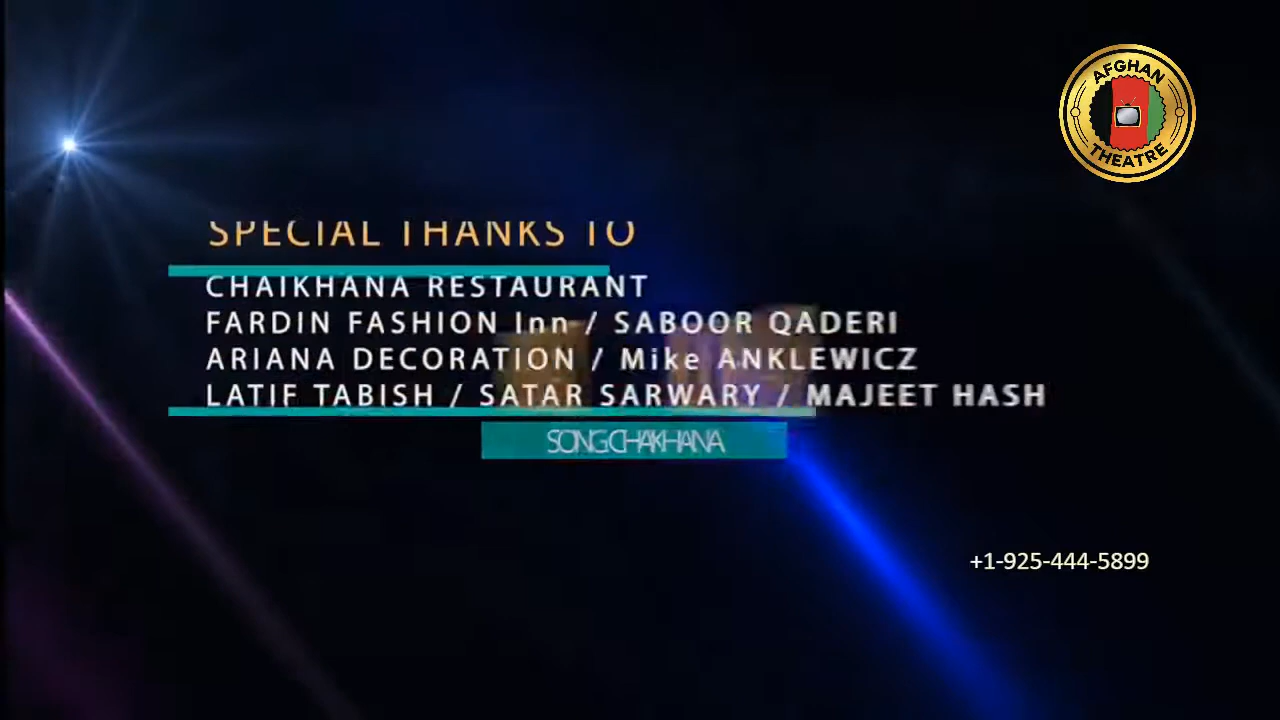 AFGHAN
THEATRE
SPECIAL THANKS TO
CHAIKHANA RESTAURANT
FARDIN FASHION Inn / SABOOR QADERI
ARIANA DECORATION / Mike ANKLEWICZ
LATIF TABISH / SATAR SARWARY / MAJEET HASH
SONG CHAKHANA
+1-925-444-5899